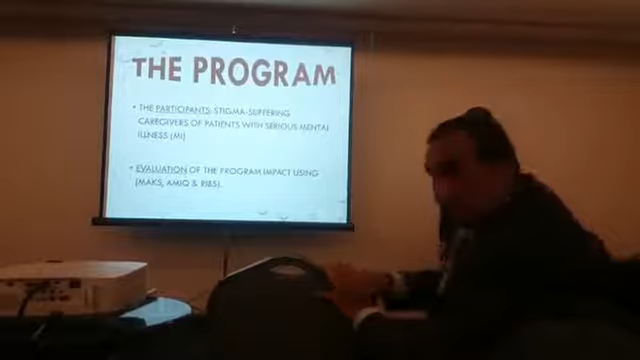 THE PROGRAM
• THE PARTICIPANTS: STIGMA-SUFFERING
CAREGIVERS OF PATIENTS WITH SERIOUS MENTAL
ILLNESS (MI)
• EVALUATION OF THE PROGRAM IMPACT USING
(MAKS, AMIQ & RIBS).